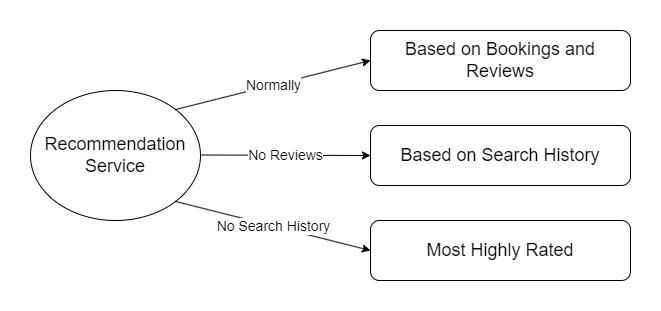 Recommendation
Service
Normally
Based on Bookings and
Reviews
No Reviews
Based on Search History
No Search History
Most Highly Rated